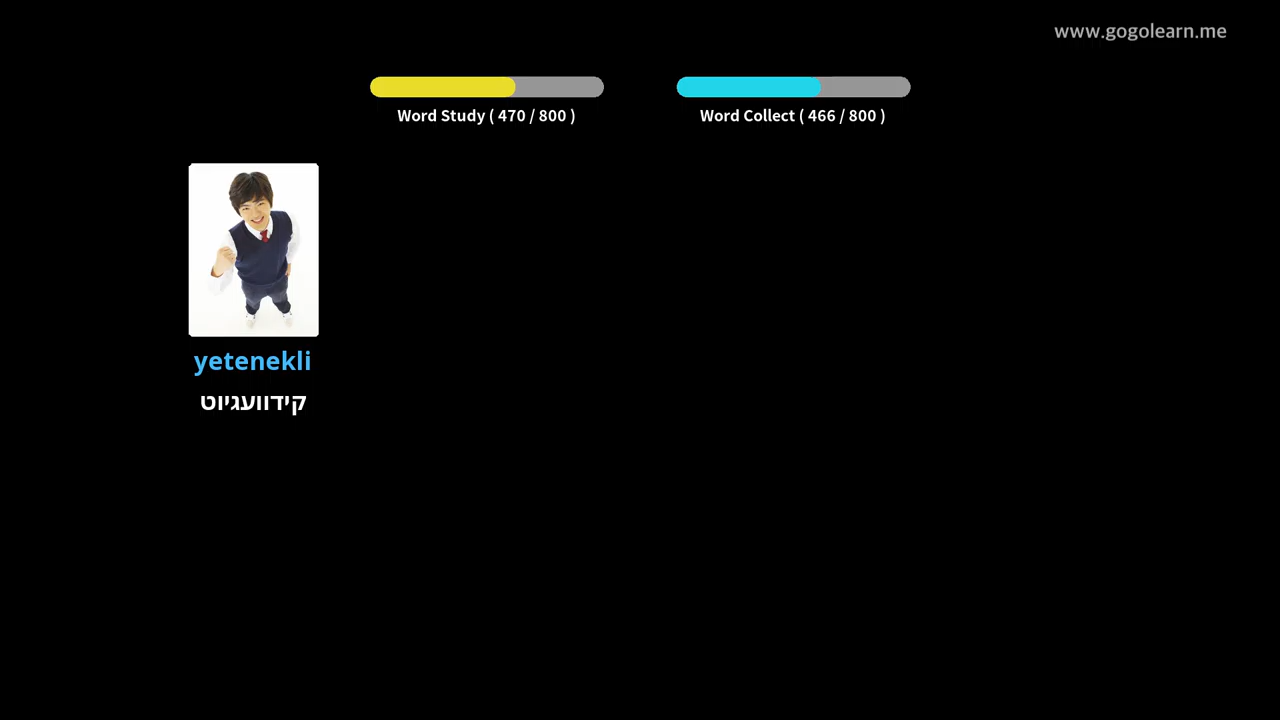 www.gogolearn.me
Word Study ( 470 / 800 )
Word Collect ( 466 / 800 )
yetenekli
קידוועגיוט